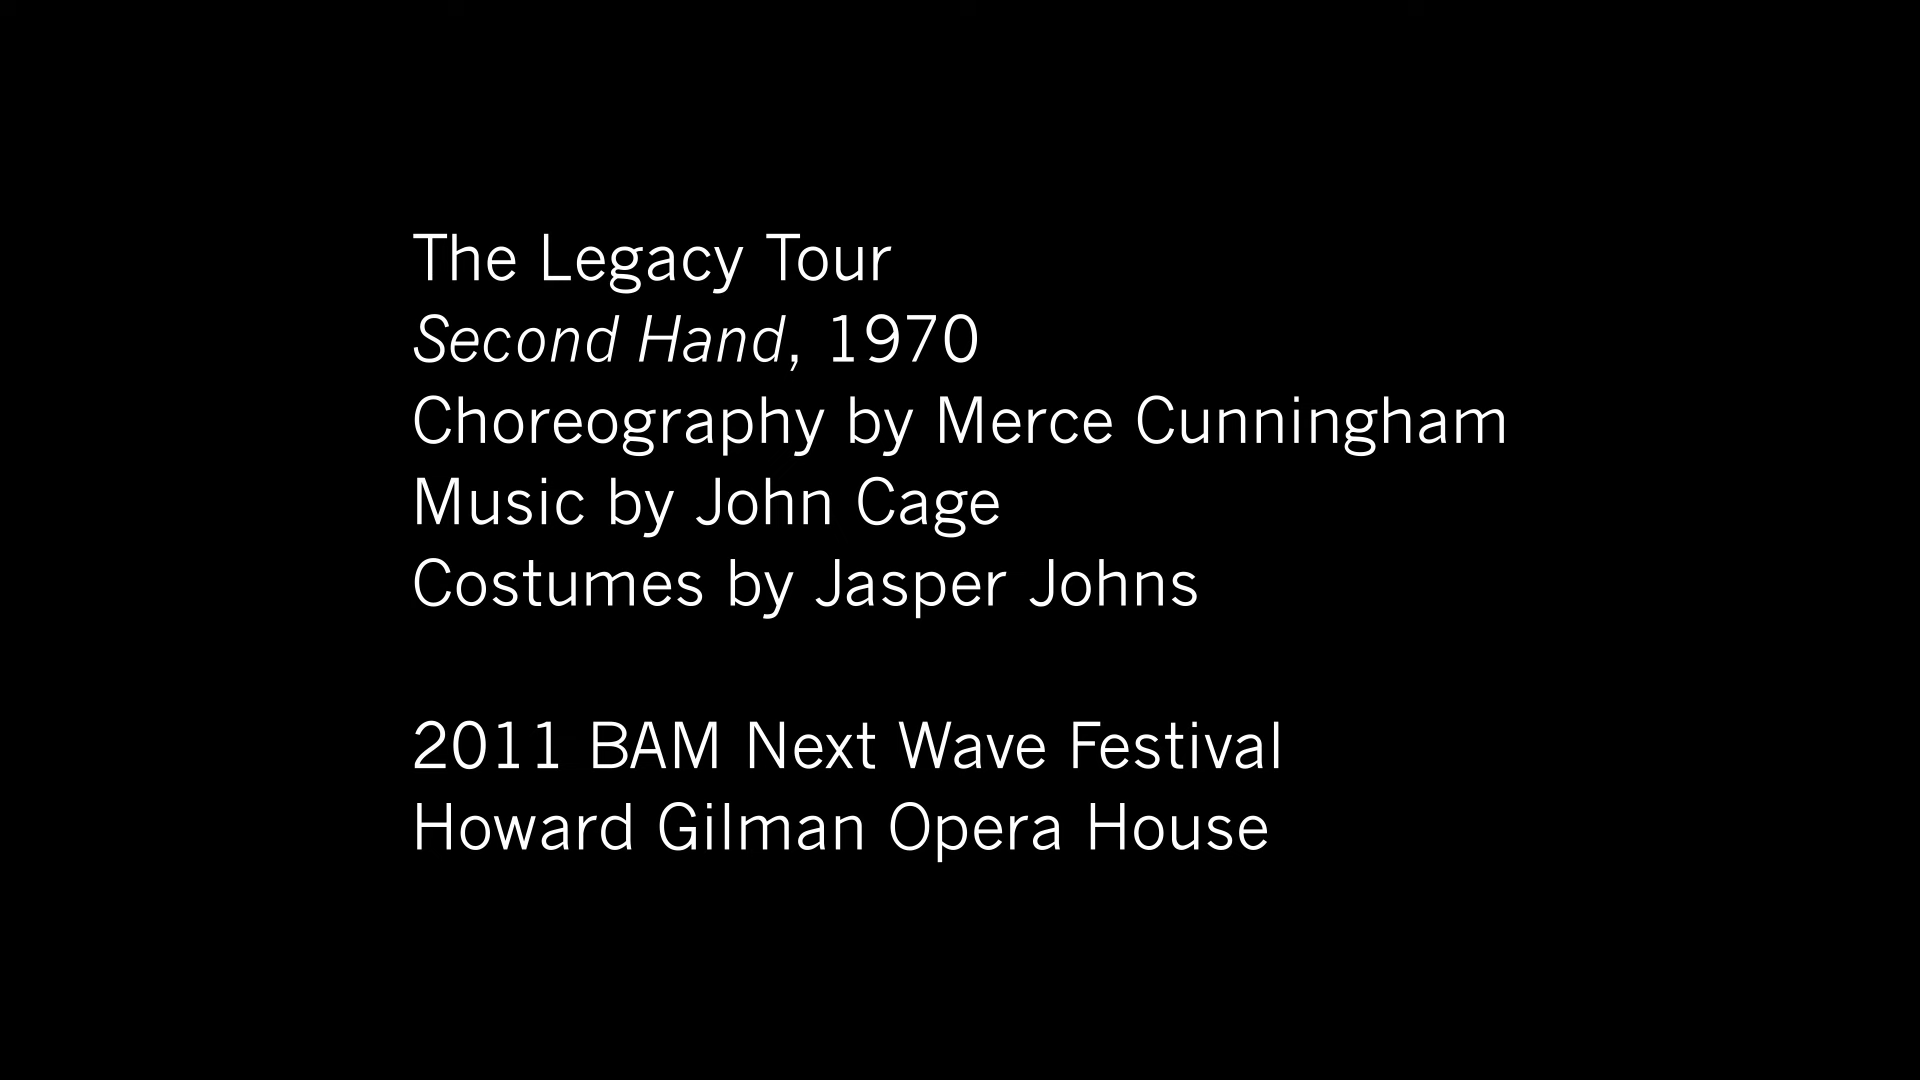 The Legacy Tour
Second Hand, 1970
Choreography by Merce Cunningham
Music by John Cage
Costumes by Jasper Johns
2011 BAM Next Wave Festival
Howard Gilman Opera House